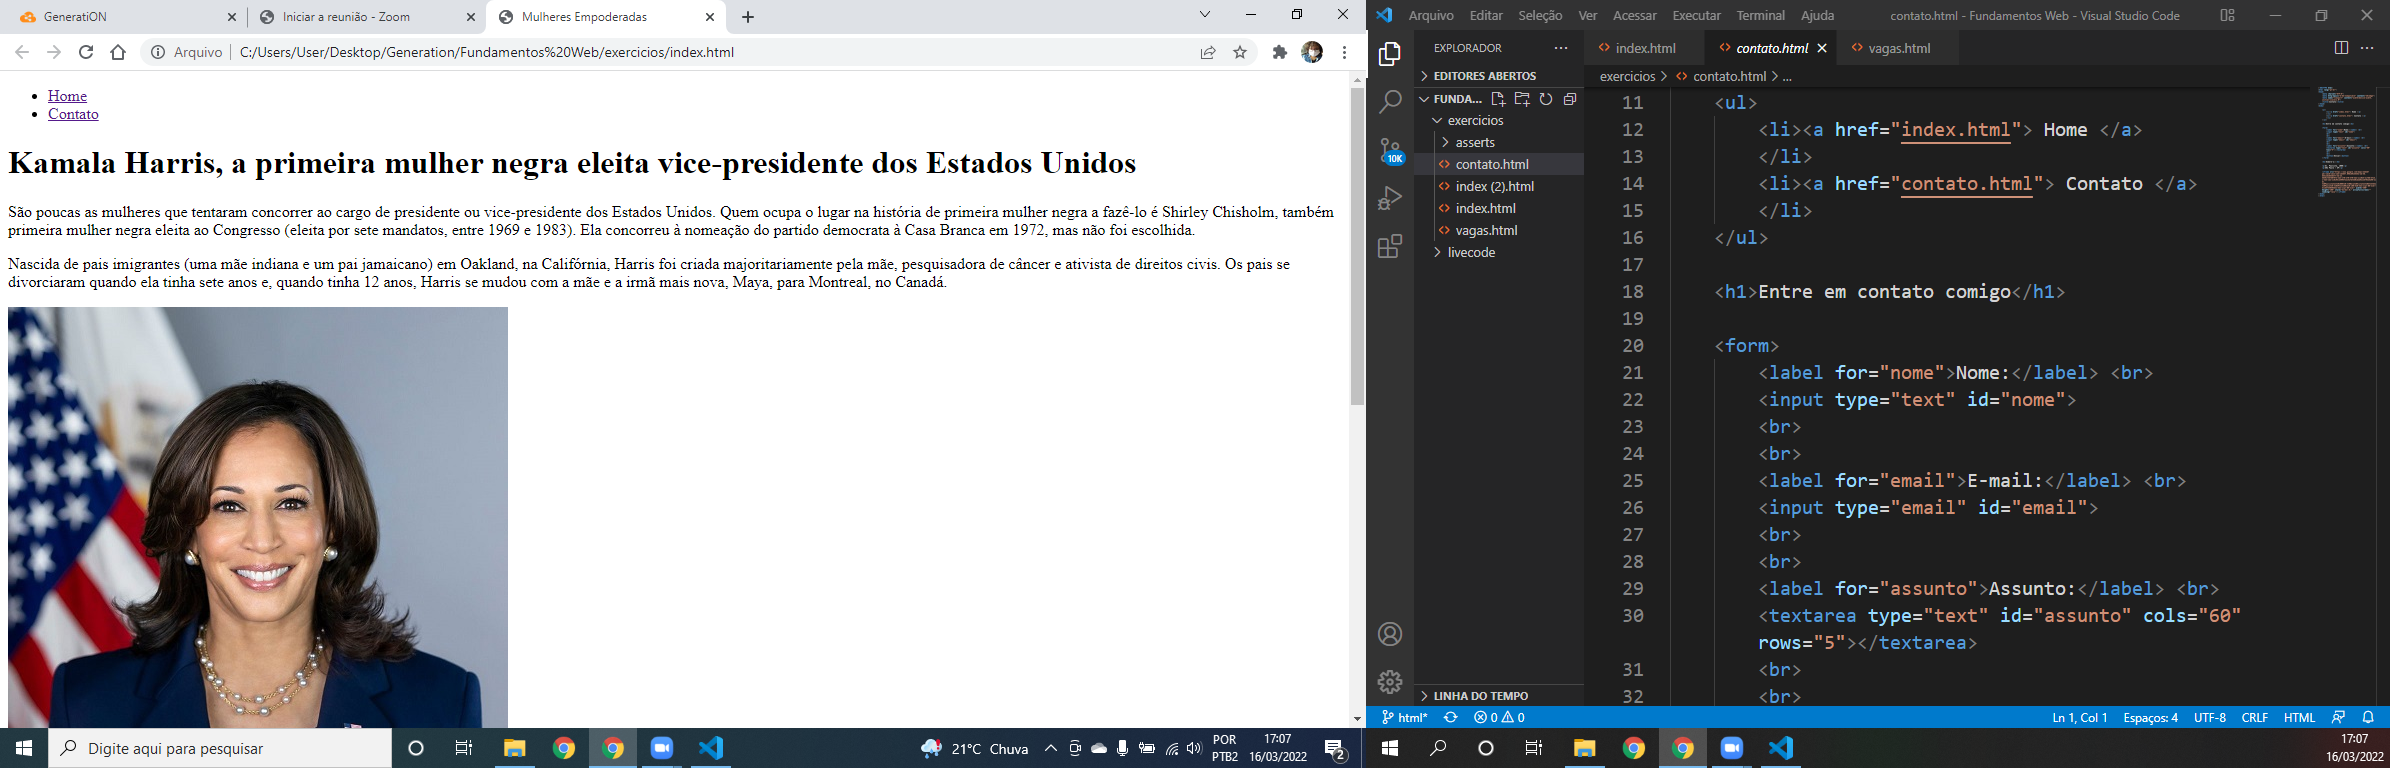 GeneratiON
Iniciar a reunião - Zoom
Mulheres Empoderadas
Arquivo
C:/Users/User/Desktop/Generation/Fundamentos%20Web/exercicios/index.html
Home
Contato
Kamala Harris, a primeira mulher negra eleita vice-presidente dos Estados Unidos
São poucas as mulheres que tentaram concorrer ao cargo de presidente ou vice-presidente dos Estados Unidos. Quem ocupa o lugar na história de primeira mulher negra a fazê-lo é Shirley Chisholm, também
primeira mulher negra eleita ao Congresso (eleita por sete mandatos, entre 1969 e 1983). Ela concorreu à nomeação do partido democrata à Casa Branca em 1972, mas não foi escolhida.
Nascida de pais imigrantes (uma mãe indiana e um pai jamaicano) em Oakland, na Califórnia, Harris foi criada majoritariamente pela mãe, pesquisadora de câncer e ativista de direitos civis. Os pais se
divorciaram quando ela tinha sete anos e, quando tinha 12 anos, Harris se mudou com a mãe e a irmã mais nova, Maya, para Montreal, no Canadá.
Digite aqui para pesquisar
21°C Chuva
POR
PTB2
17:07
16/03/2022
2
Arquivo Editar Seleção Ver Acessar Executar Terminal Ajuda
contato.html - Fundamentos Web - Visual Studio Code
EXPLORADOR
EDITORES ABERTOS
FUNDA...
exercicios
asserts
contato.html
index (2).html
index.html
vagas.html
livecode
LINHA DO TEMPO
10K
index.html
contato.html
vagas.html
exercicios > contato.html > ...
11 <ul>
12 <li><a href="index.html"> Home </a>
13 </li>
14 <li><a href="contato.html"> Contato </a>
15 </li>
16 </ul>
17
18 <h1>Entre em contato comigo</h1>
19
20 <form>
21 <label for="nome">Nome:</label> <br>
22 <input type="text" id="nome">
23 <br>
24 <br>
25 <label for="email">E-mail:</label> <br>
26 <input type="email" id="email">
27 <br>
28 <br>
29 <label for="assunto">Assunto:</label> <br>
30 <textarea type="text" id="assunto" cols="60"
rows="5"></textarea>
31 <br>
32 <br>
html*
0 0
Ln 1, Col 1
Espaços: 4
UTF-8
CRLF
HTML
17:07
16/03/2022